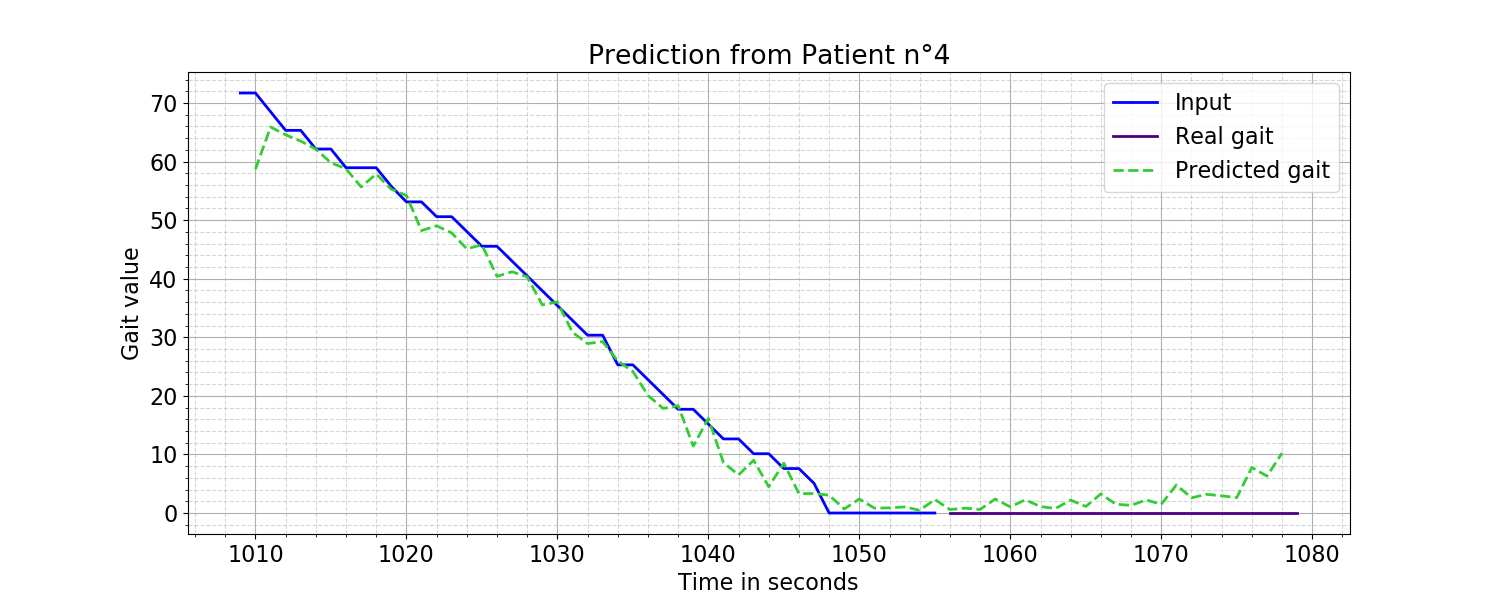 Prediction from Patient n°4
Input
Real gait
Predicted gait
Gait value
70
60
50
40
30
20
10
0
1010 1020 1030 1040 1050 1060 1070 1080
Time in seconds